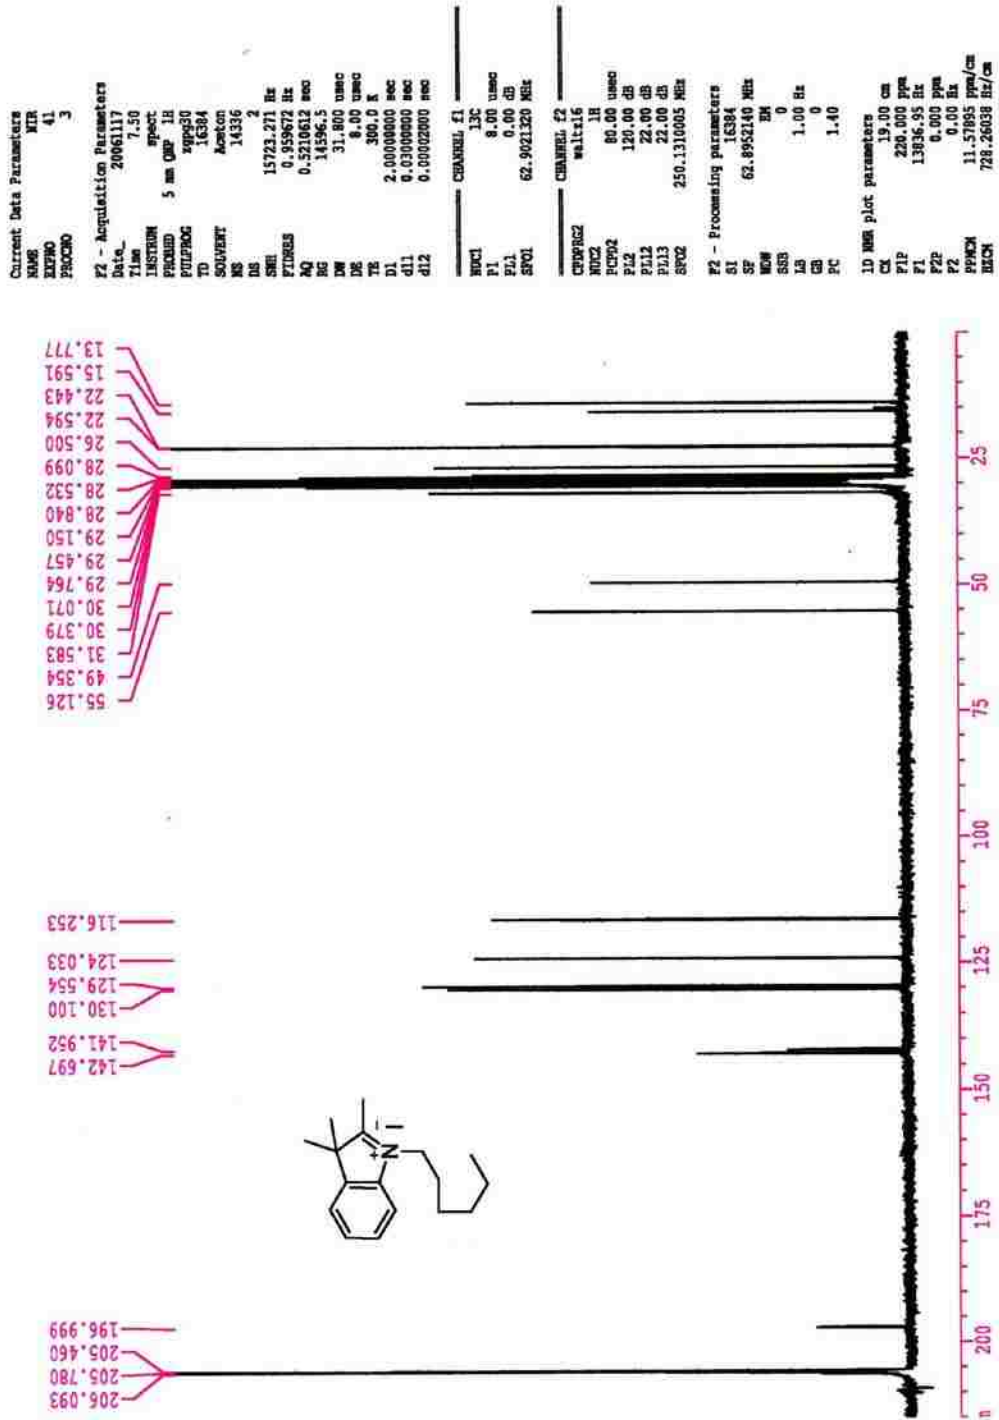 Current Data Parameters
NAME NIR
EXPNO 41
PROCNO 3
F2 - Acquisition Parameters
Date_ 20061117
Time 7.50
INSTRUM spect
PROBHD 5 mm QNP 1H
PULPROG zgpg30
TD 16384
SOLVENT Aceton
NS 14336
DS 2
SWH 15723.271 Hz
FIDRES 0.959672 Hz
AQ 0.5210612 sec
RG 14596.5
DW 31.800 usec
DE 8.00 usec
TE 300.0 K
D1 2.00000000 sec
d11 0.03000000 sec
d12 0.00002000 sec
CHANNEL f1
NUC1 13C
P1 8.00 usec
PL1 0.00 dB
SFO1 62.9021320 MHz
CHANNEL f2
CPDPRG2 waltz16
NUC2 1H
PCPD2 80.00 usec
PL2 120.00 dB
PL12 22.00 dB
PL13 22.00 dB
SFO2 250.1310005 MHz
F2 - Processing parameters
SI 16384
SF 62.8952140 MHz
WDW EM
SSB 0
LB 1.00 Hz
GB 0
PC 1.40
1D NMR plot parameters
CX 19.00 cm
F1P 220.000 ppm
F1 13836.95 Hz
F2P 0.000 ppm
F2 0.00 Hz
PPMCM 11.57895 ppm/cm
HZCM 728.26038 Hz/cm
206.093
205.780
205.460
196.999
142.697
141.952
130.100
129.554
124.033
116.253
55.126
49.354
31.583
30.379
30.071
29.764
29.457
29.150
28.840
28.532
28.099
26.500
22.594
22.443
15.591
13.777
N
+
I
-
200
175
150
125
100
75
50
25